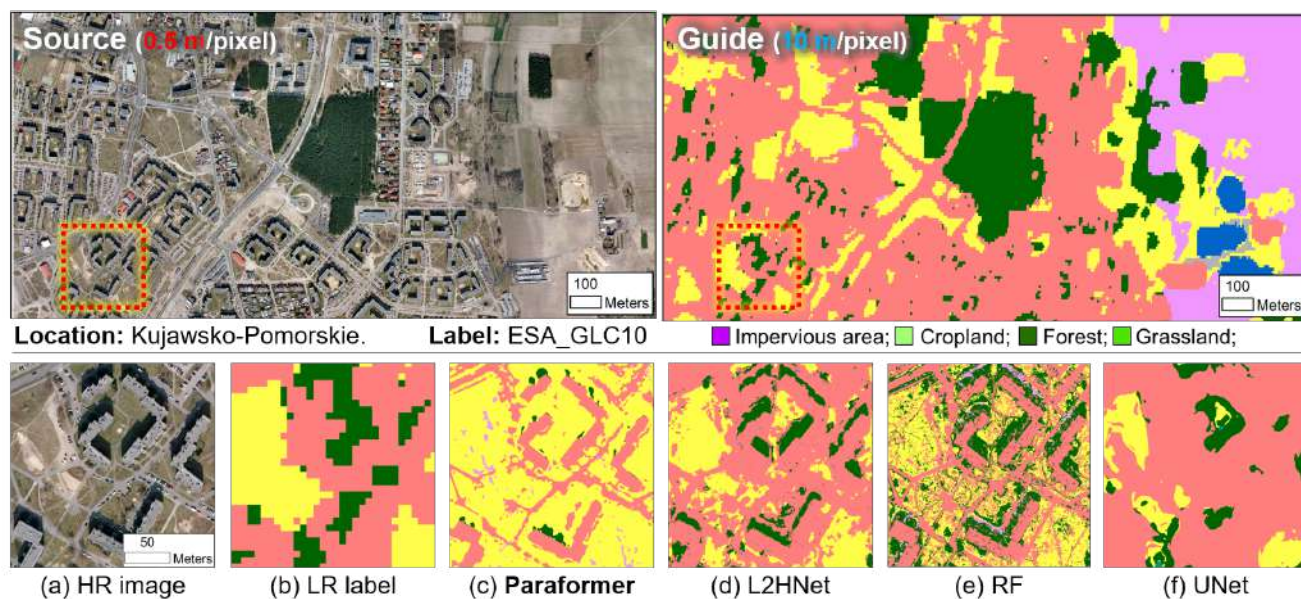 Source (0.5 m/pixel)
Guide (10 m/pixel)
100
Meters
100
Meters
Location: Kujawsko-Pomorskie. Label: ESA_GLC10
Impervious area; Cropland; Forest; Grassland;
50
Meters
(a) HR image (b) LR label (c) Paraformer (d) L2HNet (e) RF (f) UNet